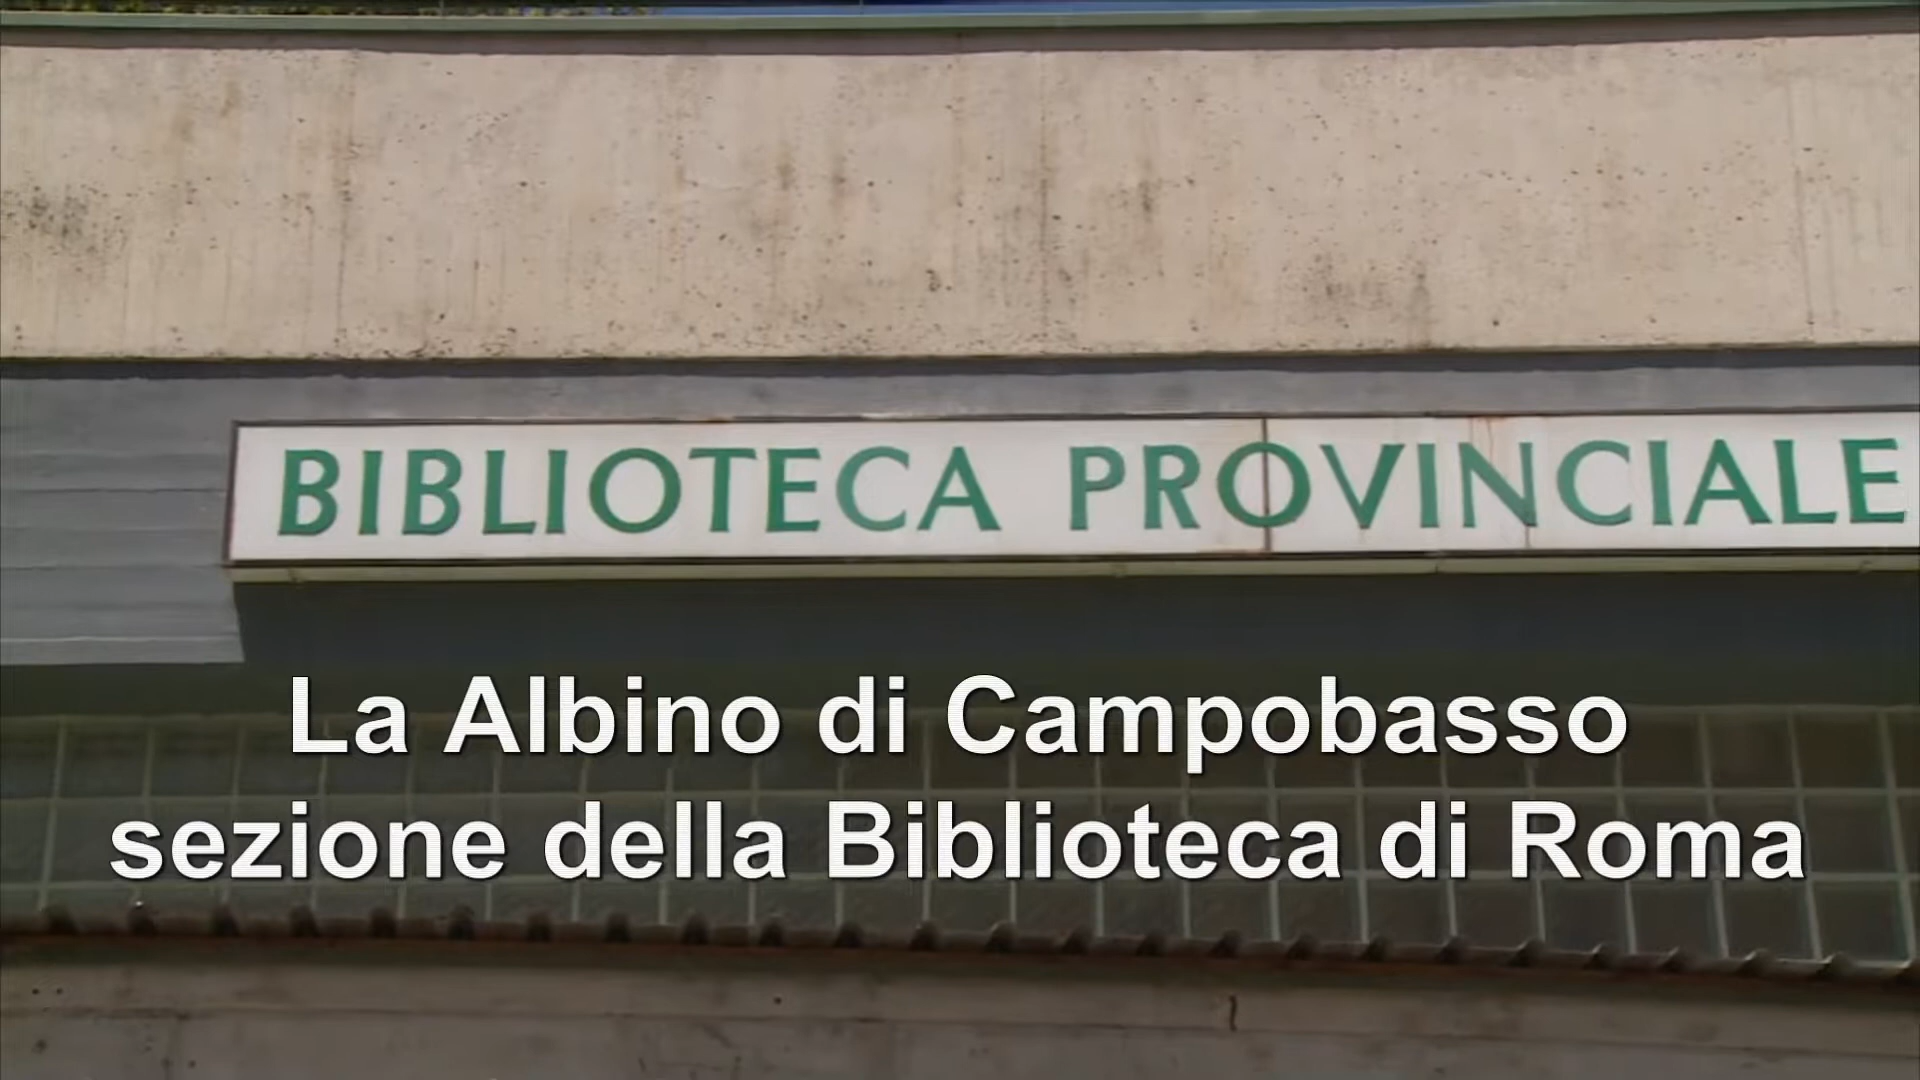 BIBLIOTECA PROVINCIALE
La Albino di Campobasso
sezione della Biblioteca di Roma